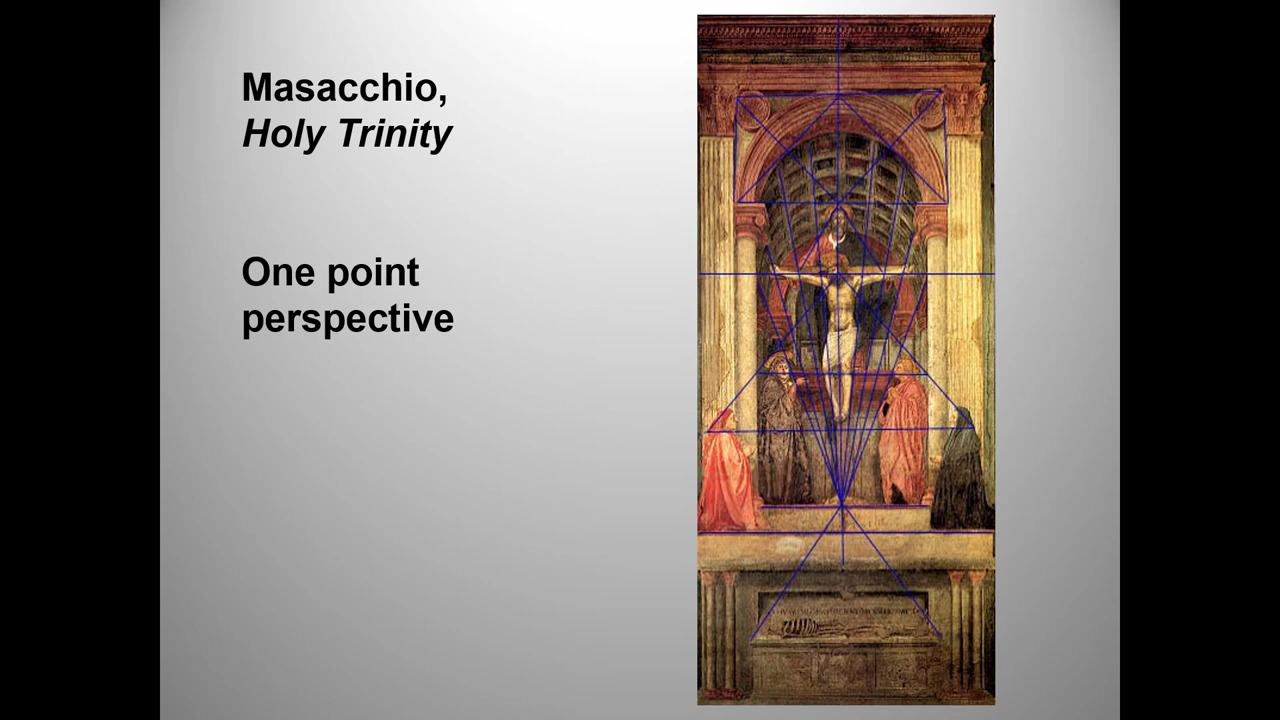 Masacchio,
Holy Trinity
One point
perspective